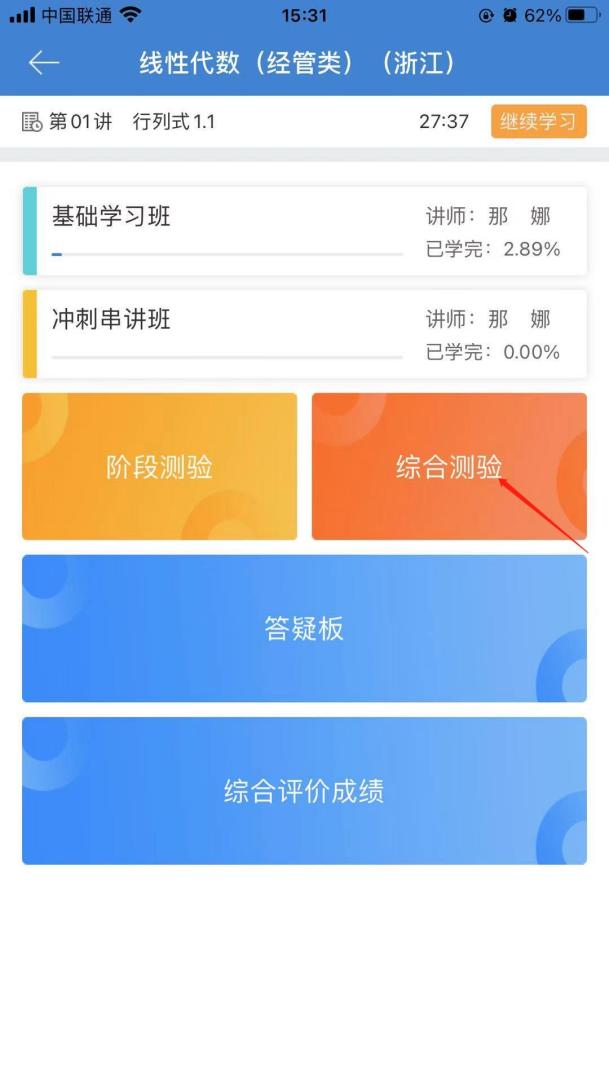 中国联通 15:31 62%
线性代数（经管类）（浙江）
第01讲 行列式1.1 27:37 继续学习
基础学习班 讲师：那 娜
已学完：2.89%
冲刺串讲班 讲师：那 娜
已学完：0.00%
阶段测验 综合测验
答疑板
综合评价成绩